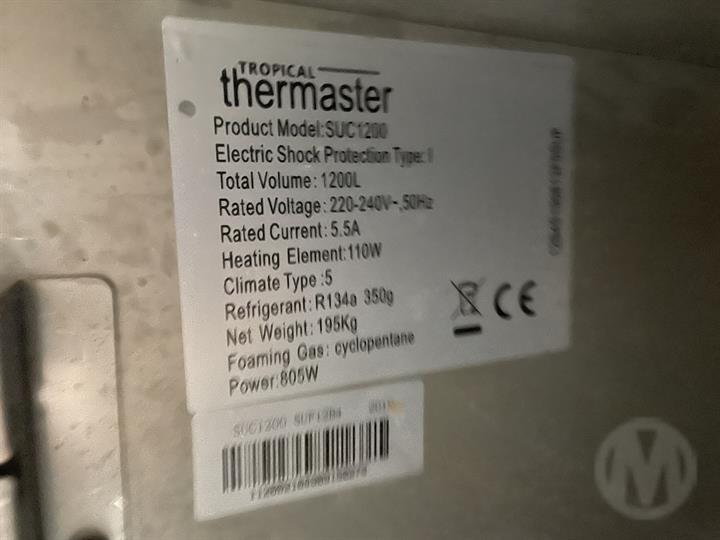 TROPICAL
thermaster
Product Model:SUC1200
Electric Shock Protection Type: I
Total Volume: 1200L
Rated Voltage: 220-240V~,50Hz
Rated Current: 5.5A
Heating Element:110W
Climate Type :5
Refrigerant: R134a 350g
Net Weight: 195Kg
Foaming Gas: cyclopentane
Power:805W
CE
SUC1200
M